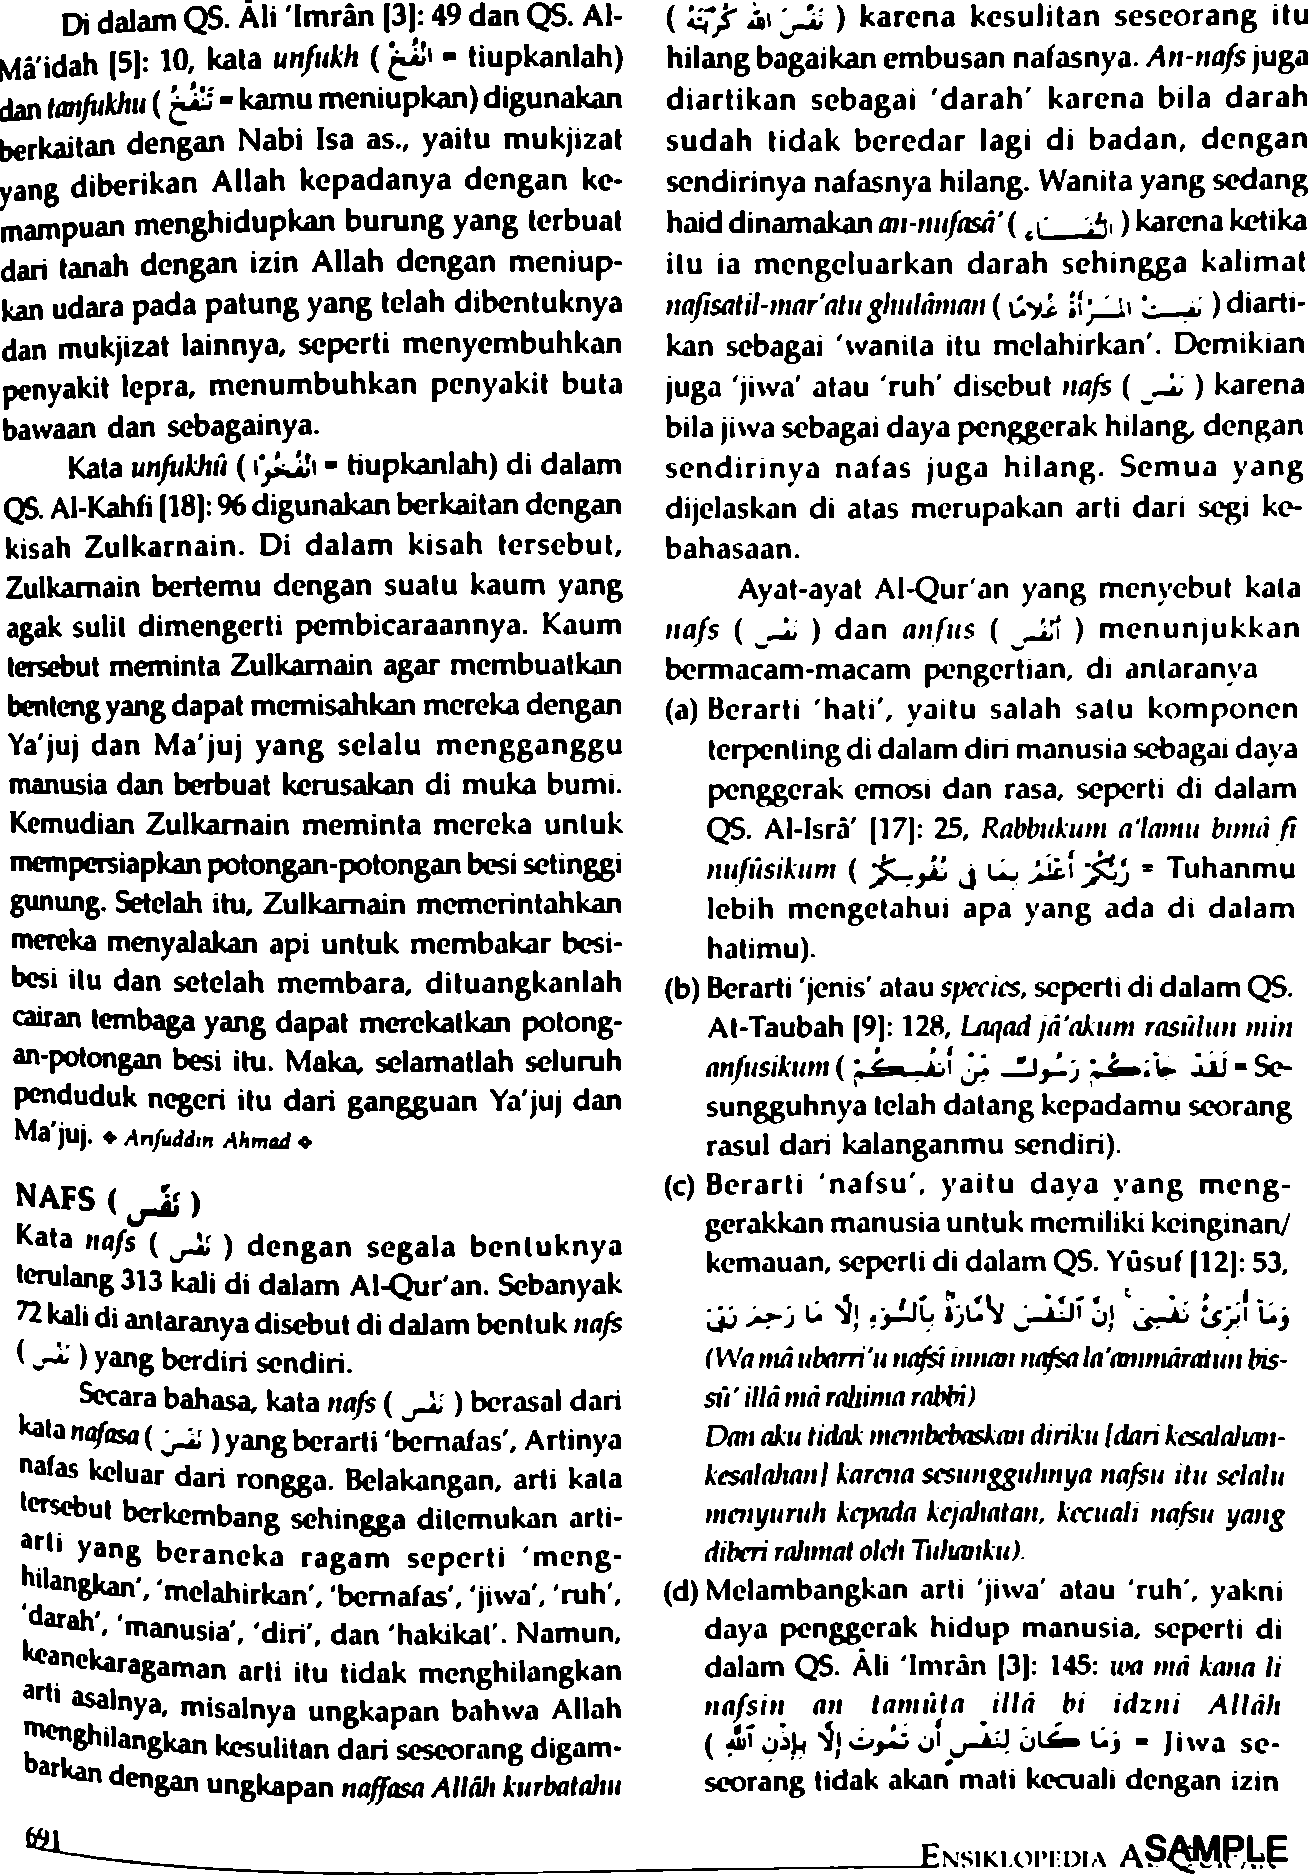 Di dalam QS. Âli 'Imrân [3]: 49 dan QS. Al-
Mâ'idah [5]: 10, kata unfukh ( اُنْفُخْ = tiupkanlah)
dan tanfukhu ( تَنْفُخُ = kamu meniupkan) digunakan
berkaitan dengan Nabi Isa as., yaitu mukjizat
yang diberikan Allah kepadanya dengan ke-
mampuan menghidupkan burung yang terbuat
dari tanah dengan izin Allah dengan meniup-
kan udara pada patung yang telah dibentuknya
dan mukjizat lainnya, seperti menyembuhkan
penyakit lepra, menumbuhkan penyakit buta
bawaan dan sebagainya.
Kata unfukhû ( اُنْفُخُوْا = tiupkanlah) di dalam
QS. Al-Kahfi [18]: 96 digunakan berkaitan dengan
kisah Zulkarnain. Di dalam kisah tersebut,
Zulkarnain bertemu dengan suatu kaum yang
agak sulit dimengerti pembicaraannya. Kaum
tersebut meminta Zulkarnain agar membuatkan
benteng yang dapat memisahkan mereka dengan
Ya'juj dan Ma'juj yang selalu mengganggu
manusia dan berbuat kerusakan di muka bumi.
Kemudian Zulkarnain meminta mereka untuk
mempersiapkan potongan-potongan besi setinggi
gunung. Setelah itu, Zulkarnain memerintahkan
mereka menyalakan api untuk membakar besi-
besi itu dan setelah membara, dituangkanlah
cairan tembaga yang dapat merekatkan potong-
an-potongan besi itu. Maka, selamatlah seluruh
penduduk negeri itu dari gangguan Ya'juj dan
Ma'juj. ◆ Arifuddin Ahmad ◆
NAFS ( نَفْس )
Kata nafs ( نَفْس ) dengan segala bentuknya
terulang 313 kali di dalam Al-Qur'an. Sebanyak
72 kali di antaranya disebut di dalam bentuk nafs
( نَفْس ) yang berdiri sendiri.
Secara bahasa, kata nafs ( نَفْس ) berasal dari
kata nafasa ( نَفَسَ ) yang berarti 'bernafas', Artinya
nafas keluar dari rongga. Belakangan, arti kata
tersebut berkembang sehingga ditemukan arti-
arti yang beraneka ragam seperti 'meng-
hilangkan', 'melahirkan', 'bernafas', 'jiwa', 'ruh',
'darah', 'manusia', 'diri', dan 'hakikat'. Namun,
keanekaragaman arti itu tidak menghilangkan
arti asalnya, misalnya ungkapan bahwa Allah
menghilangkan kesulitan dari seseorang digam-
barkan dengan ungkapan naffasa Allâh kurbatahu
( نَفَّسَ اللهُ كُرْبَتَهُ ) karena kesulitan seseorang itu
hilang bagaikan embusan nafasnya. An-nafs juga
diartikan sebagai 'darah' karena bila darah
sudah tidak beredar lagi di badan, dengan
sendirinya nafasnya hilang. Wanita yang sedang
haid dinamakan an-nufasâ' ( النُّفَسَاء ) karena ketika
itu ia mengeluarkan darah sehingga kalimat
nafisatil-mar'atu ghulâman ( نَفِسَتْ الْمَرْأَةُ غُلَامًا ) diarti-
kan sebagai 'wanita itu melahirkan'. Demikian
juga 'jiwa' atau 'ruh' disebut nafs ( نَفْس ) karena
bila jiwa sebagai daya penggerak hilang, dengan
sendirinya nafas juga hilang. Semua yang
dijelaskan di atas merupakan arti dari segi ke-
bahasaan.
Ayat-ayat Al-Qur'an yang menyebut kata
nafs ( نَفْس ) dan anfus ( أَنْفُس ) menunjukkan
bermacam-macam pengertian, di antaranya
(a) Berarti 'hati', yaitu salah satu komponen
terpenting di dalam diri manusia sebagai daya
penggerak emosi dan rasa, seperti di dalam
QS. Al-Isrâ' [17]: 25, Rabbukum a'lamu bimâ fî
nufûsikum ( رَبُّكُمْ أَعْلَمُ بِمَا فِى نُفُوسِكُمْ = Tuhanmu
lebih mengetahui apa yang ada di dalam
hatimu).
(b) Berarti 'jenis' atau species, seperti di dalam QS.
At-Taubah [9]: 128, Laqad jâ'akum rasûlun min
anfusikum ( لَقَدْ جَاءَكُمْ رَسُولٌ مِّنْ أَنفُسِكُمْ = Se-
sungguhnya telah datang kepadamu seorang
rasul dari kalanganmu sendiri).
(c) Berarti 'nafsu', yaitu daya yang meng-
gerakkan manusia untuk memiliki keinginan/
kemauan, seperti di dalam QS. Yûsuf [12]: 53,
وَمَا أُبَرِّئُ نَفْسِي إِنَّ النَّفْسَ لَأَمَّارَةٌ بِالسُّوءِ إِلَّا مَا رَحِمَ رَبِّي
(Wa mâ ubarri'u nafsî innan nafsa la'ammâratun bis-
sû' illâ mâ rahima rabbî)
Dan aku tidak membebaskan diriku [dari kesalahan-
kesalahan] karena sesungguhnya nafsu itu selalu
menyuruh kepada kejahatan, kecuali nafsu yang
diberi rahmat oleh Tuhanku).
(d) Melambangkan arti 'jiwa' atau 'ruh', yakni
daya penggerak hidup manusia, seperti di
dalam QS. Âli 'Imrân [3]: 145: wa mâ kana li
nafsin an tamûta illâ bi idzni Allâh
( وَمَا كَانَ لِنَفْسٍ أَن تَمُوتَ إِلَّا بِإِذْنِ اللهِ = Jiwa se-
seorang tidak akan mati kecuali dengan izin
691
ENSIKLOPEDIA
SAMPLE